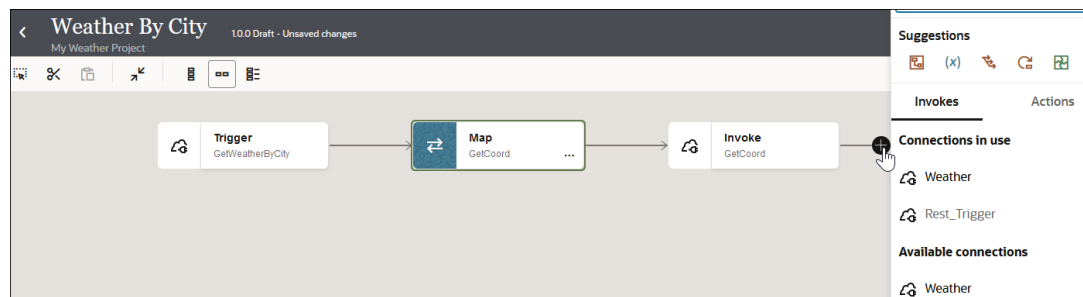 Weather By City
1.0.0 Draft - Unsaved changes
My Weather Project
Trigger
GetWeatherByCity
Map
GetCoord
...
Invoke
GetCoord
Suggestions
(x)
Invokes
Actions
Connections in use
Weather
Rest_Trigger
Available connections
Weather